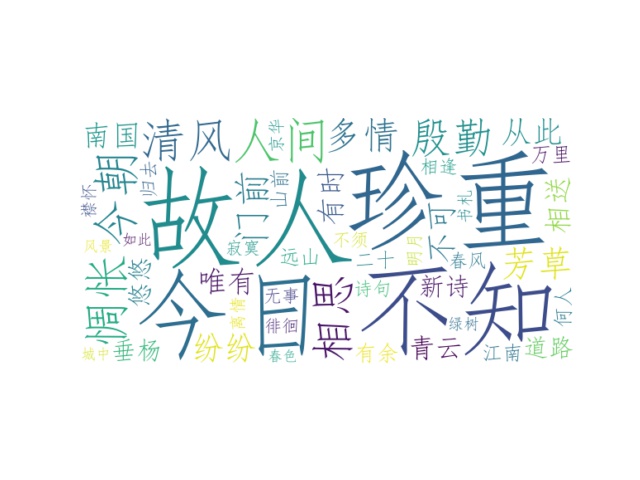 南国
清风
人间
京华
多情
殷勤
从此
万里
襟怀
今朝
归去
故人
门前
山前
有时
珍重
相逢
书札
不可
相送
风景
如此
寂寞
远山
不须
二十
明月
春风
芳草
惆怅
悠悠
今日
唯有
无事
相思
诗句
不知
新诗
何人
离情
徘徊
绿树
城中
垂杨
纷纷
春色
有余
青云
江南
道路